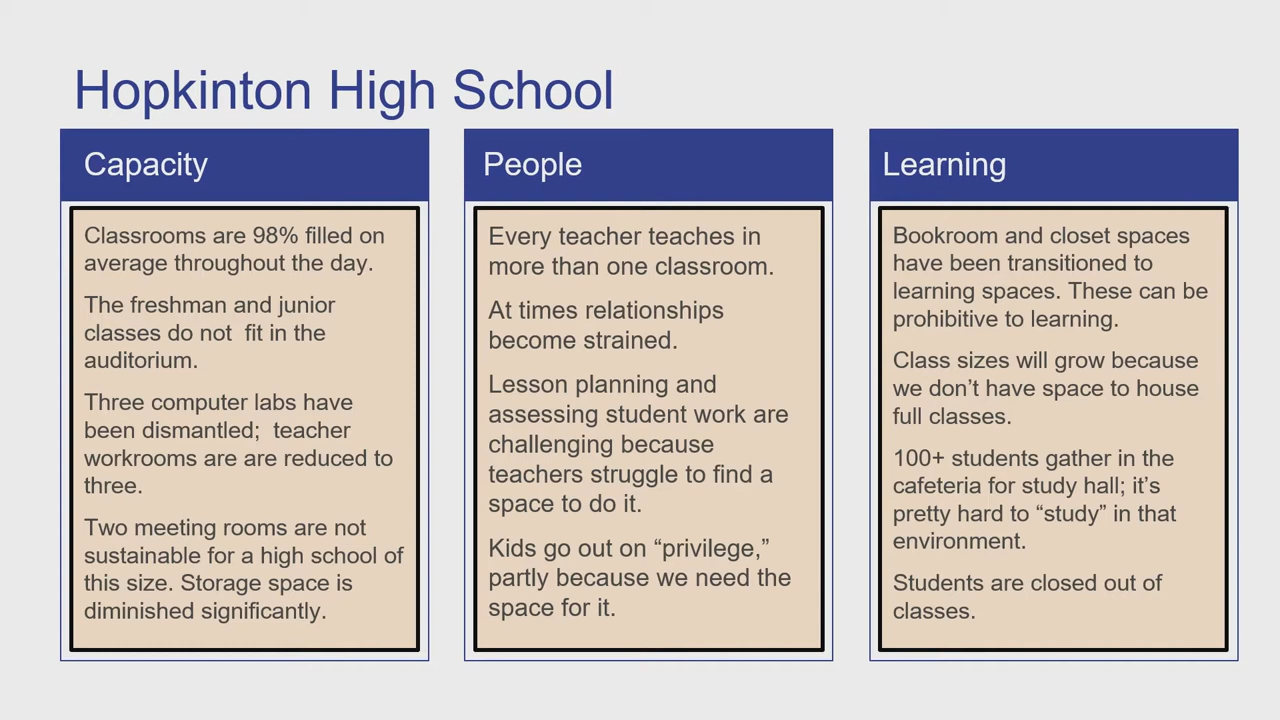 Hopkinton High School
Capacity
Classrooms are 98% filled on
average throughout the day.
The freshman and junior
classes do not  fit in the
auditorium.
Three computer labs have
been dismantled;  teacher
workrooms are are reduced to
three.
Two meeting rooms are not
sustainable for a high school of
this size. Storage space is
diminished significantly.
People
Every teacher teaches in
more than one classroom.
At times relationships
become strained.
Lesson planning and
assessing student work are
challenging because
teachers struggle to find a
space to do it.
Kids go out on “privilege,”
partly because we need the
space for it.
Learning
Bookroom and closet spaces
have been transitioned to
learning spaces. These can be
prohibitive to learning.
Class sizes will grow because
we don’t have space to house
full classes.
100+ students gather in the
cafeteria for study hall; it’s
pretty hard to “study” in that
environment.
Students are closed out of
classes.